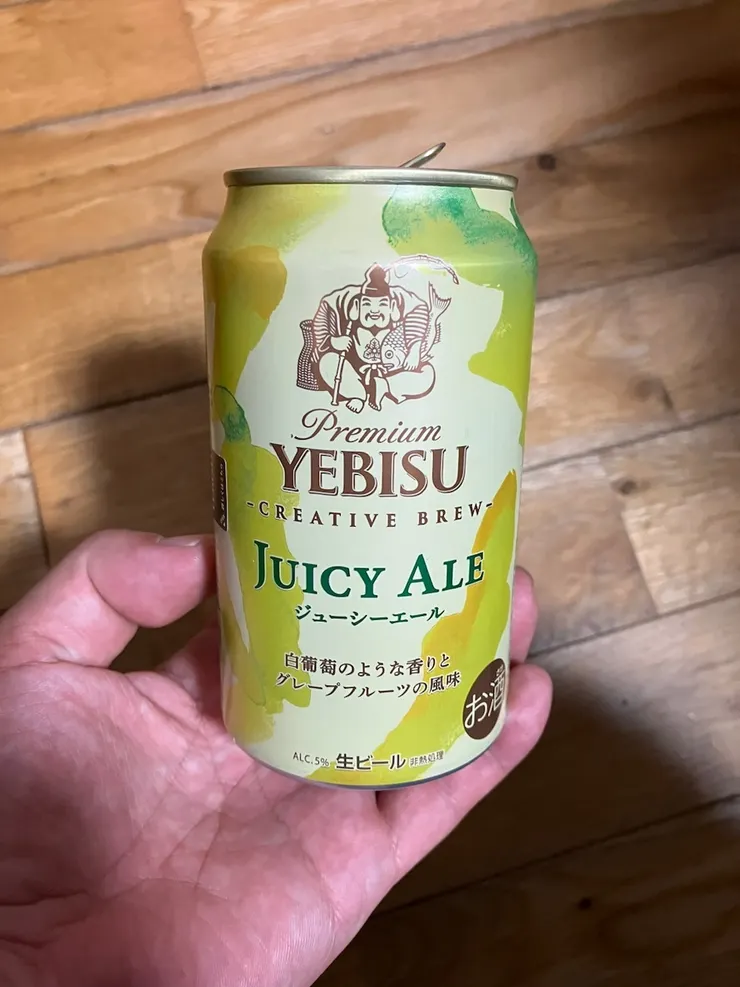 Premium
YEBISU
-CREATIVE BREW-
JUICY ALE
ジューシーエール
白葡萄のような香りと
グレープフルーツの風味
お酒
ALC.5% 生ビール 非熱処理